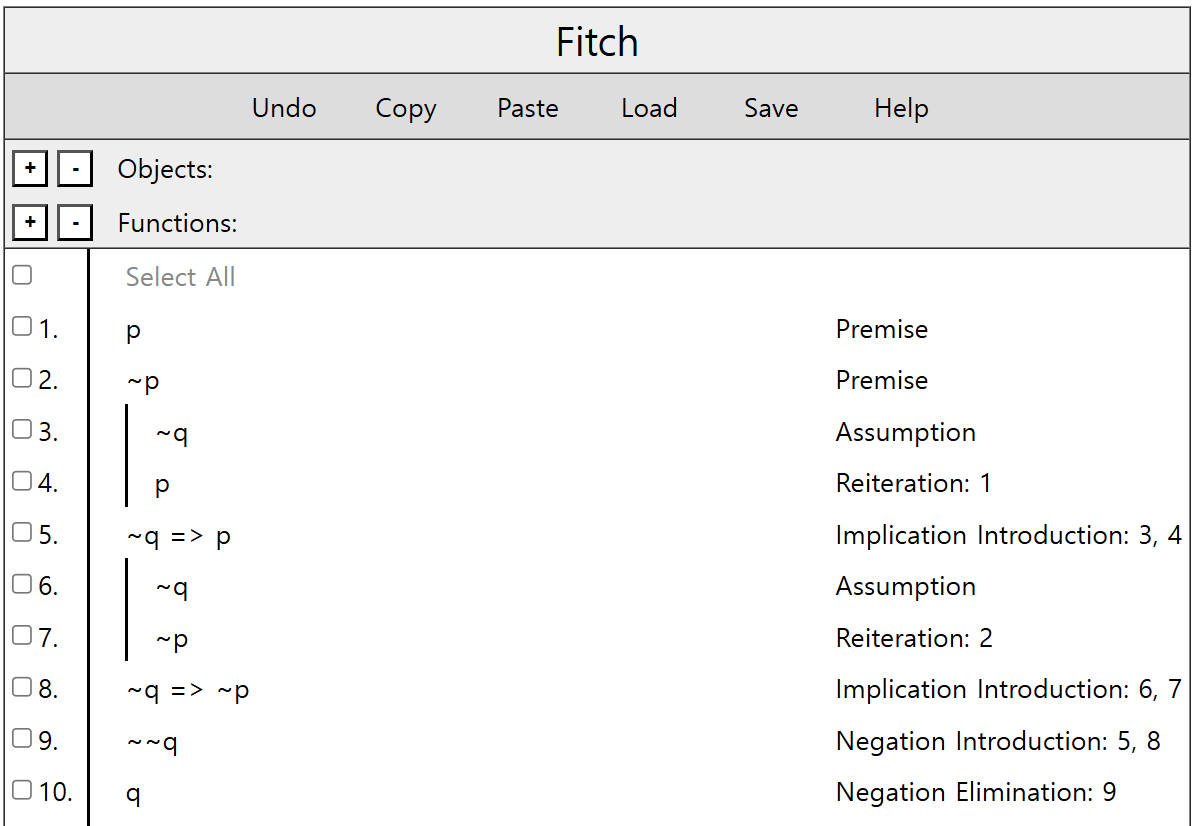 Fitch
Undo Copy Paste Load Save Help
+ - Objects:
+ - Functions:
Select All
1. p Premise
2. ~p Premise
3. ~q Assumption
4. p Reiteration: 1
5. ~q => p Implication Introduction: 3, 4
6. ~q Assumption
7. ~p Reiteration: 2
8. ~q => ~p Implication Introduction: 6, 7
9. ~~q Negation Introduction: 5, 8
10. q Negation Elimination: 9